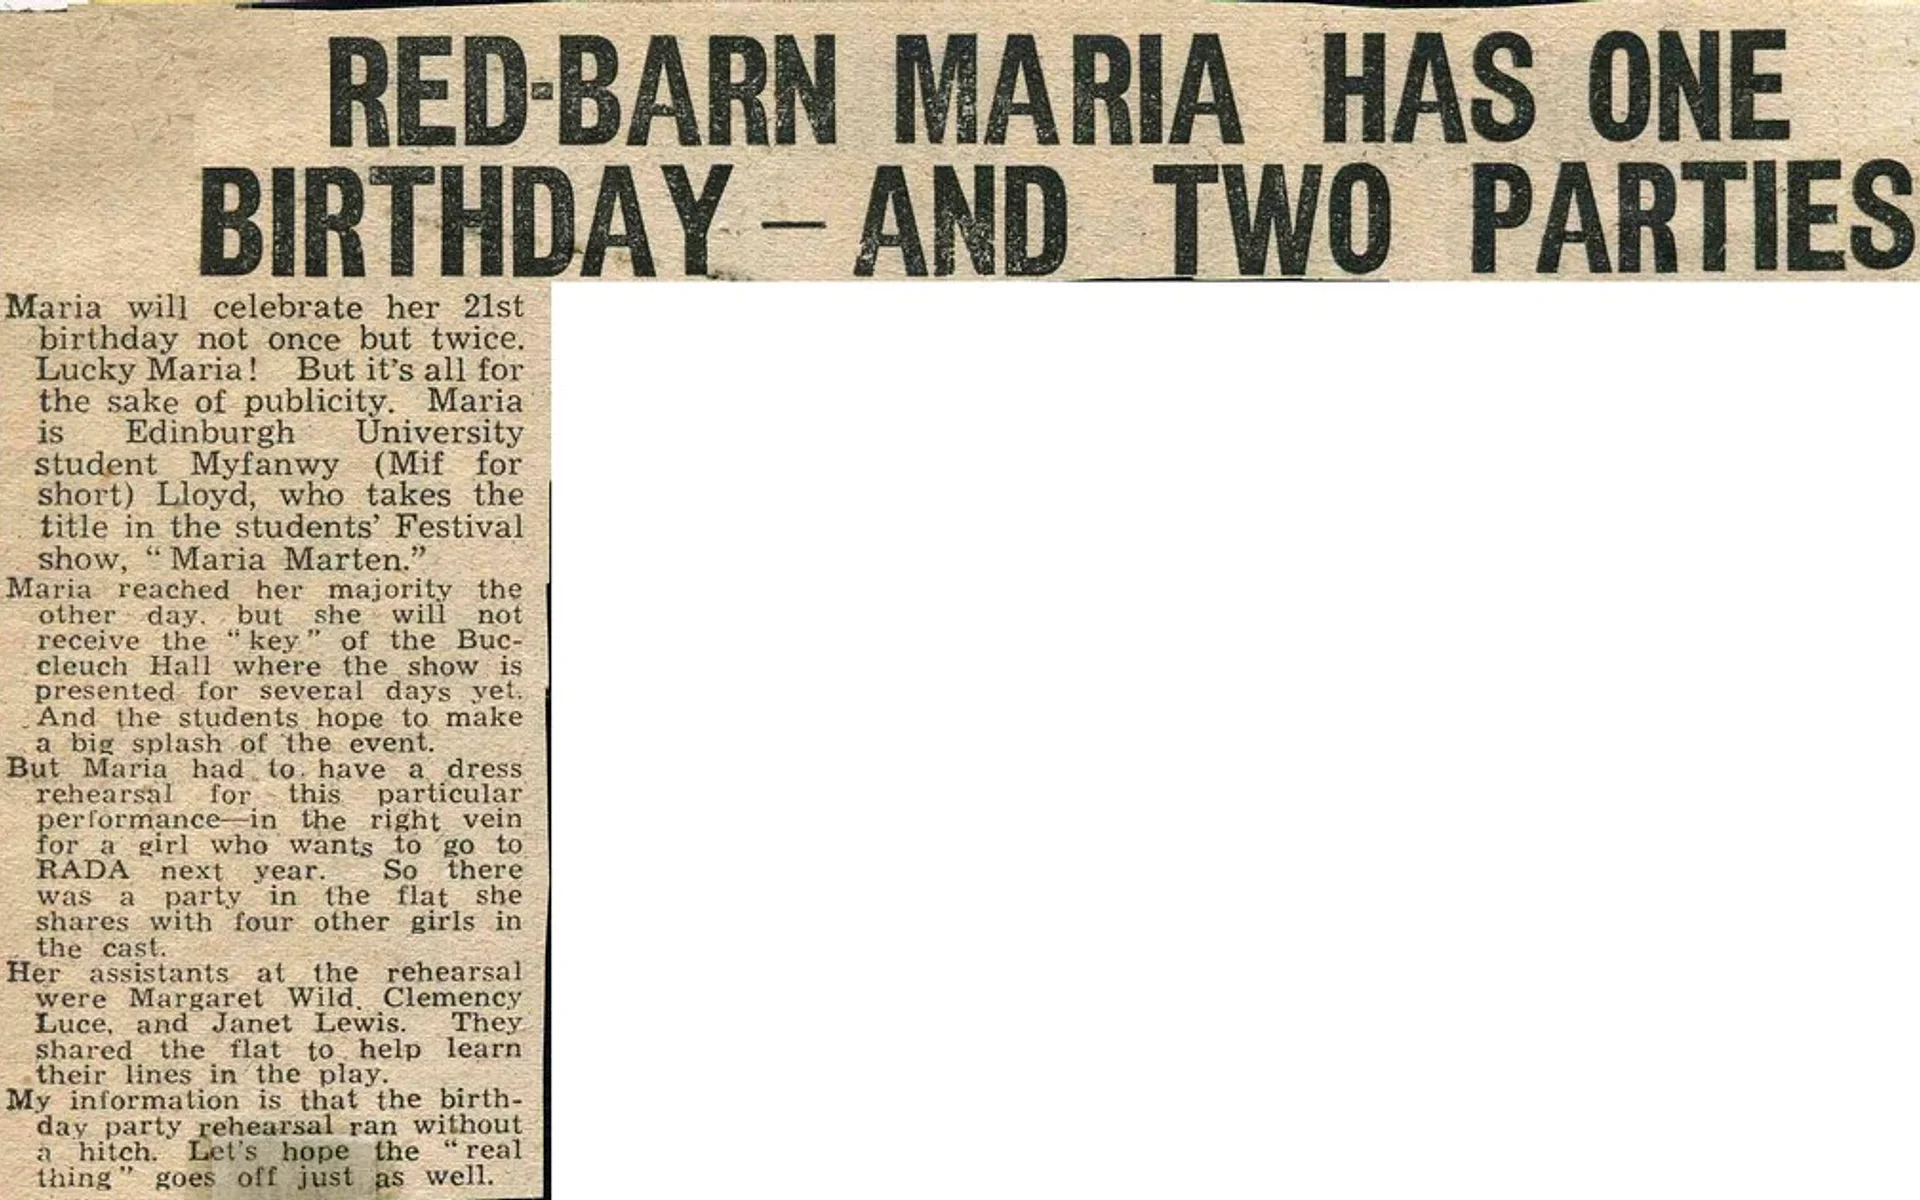 RED-BARN MARIA HAS ONE
BIRTHDAY — AND TWO PARTIES
Maria will celebrate her 21st
birthday not once but twice.
Lucky Maria! But it's all for
the sake of publicity. Maria
is Edinburgh University
student Myfanwy (Mif for
short) Lloyd, who takes the
title in the students' Festival
show, "Maria Marten."
Maria reached her majority the
other day. but she will not
receive the "key" of the Buc-
cleuch Hall where the show is
presented for several days yet.
And the students hope to make
a big splash of the event.
But Maria had to have a dress
rehearsal for this particular
performance—in the right vein
for a girl who wants to go to
RADA next year. So there
was a party in the flat she
shares with four other girls in
the cast.
Her assistants at the rehearsal
were Margaret Wild, Clemency
Luce, and Janet Lewis. They
shared the flat to help learn
their lines in the play.
My information is that the birth-
day party rehearsal ran without
a hitch. Let's hope the "real
thing" goes off just as well.